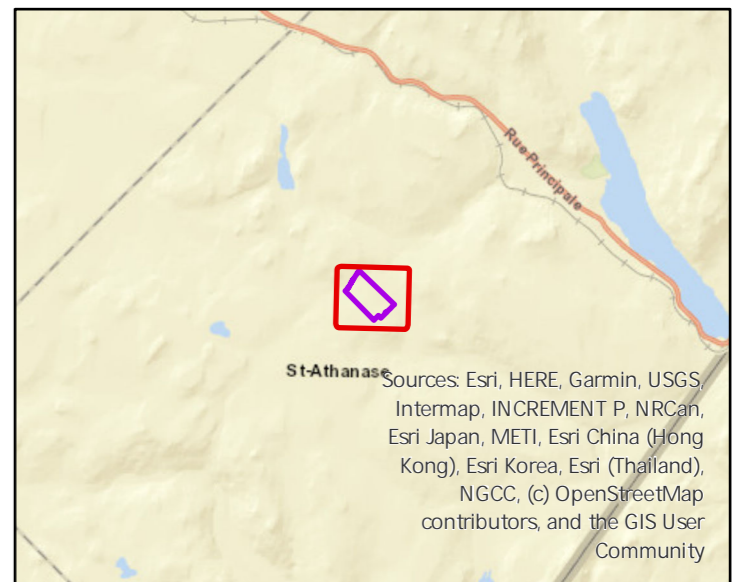 Rue Principale
St-Athanase
Sources: Esri, HERE, Garmin, USGS,
Intermap, INCREMENT P, NRCan,
Esri Japan, METI, Esri China (Hong
Kong), Esri Korea, Esri (Thailand),
NGCC, (c) OpenStreetMap
contributors, and the GIS User
Community